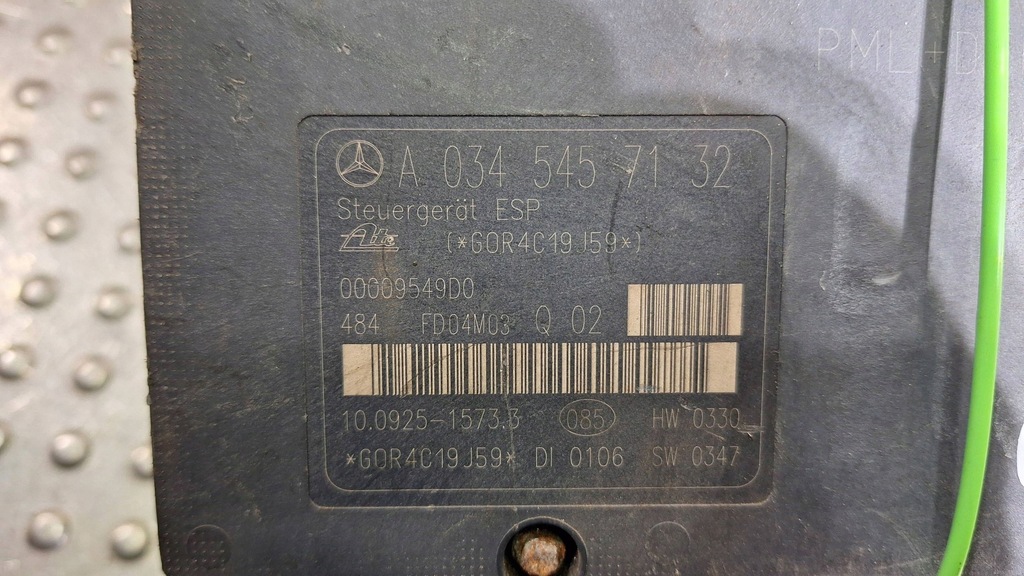 PML +D
A 034 545 71 32
Steuergerät ESP
Ate (*GOR4C19J59*)
00009549D0
484 FD04M03 Q 02
10.0925-1573.3 085 HW 0330
*GOR4C19J59* DI 0106 SW 0347